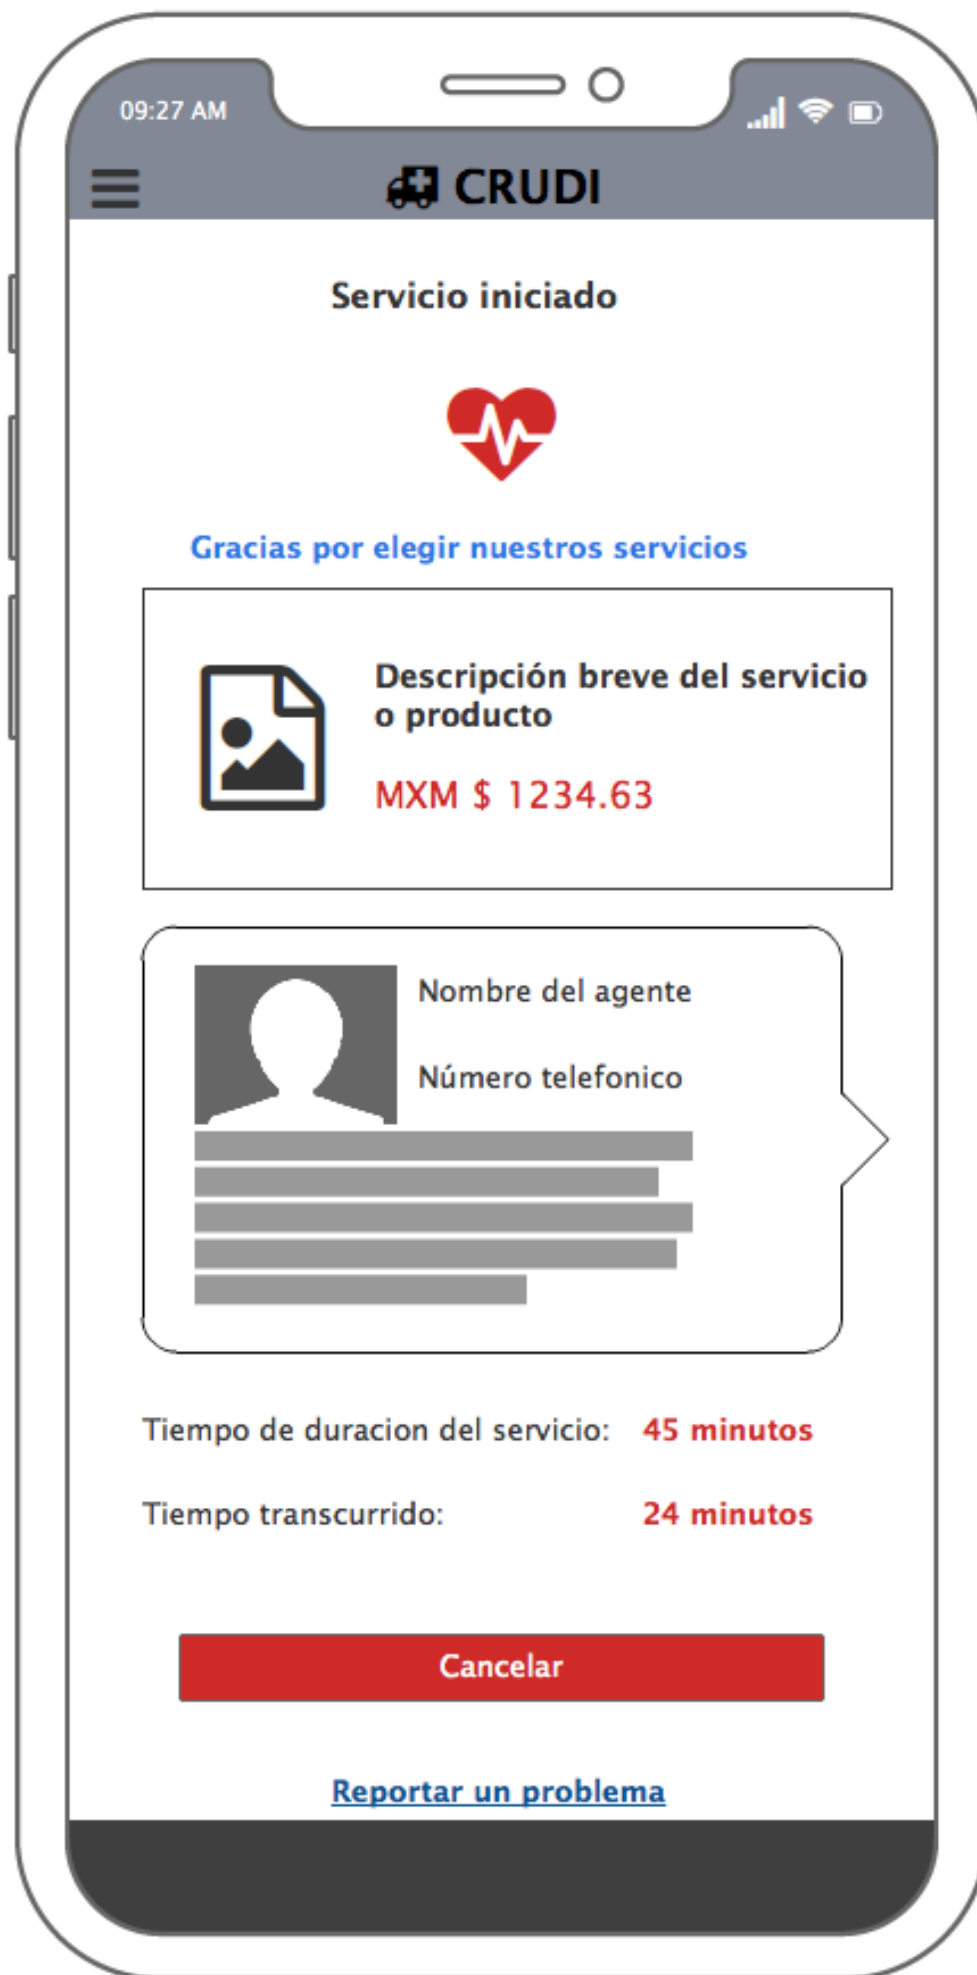 09:27 AM
CRUDI
Servicio iniciado
Gracias por elegir nuestros servicios
Descripción breve del servicio
o producto
MXM $ 1234.63
Nombre del agente
Número telefonico
Tiempo de duracion del servicio: 45 minutos
Tiempo transcurrido: 24 minutos
Cancelar
Reportar un problema